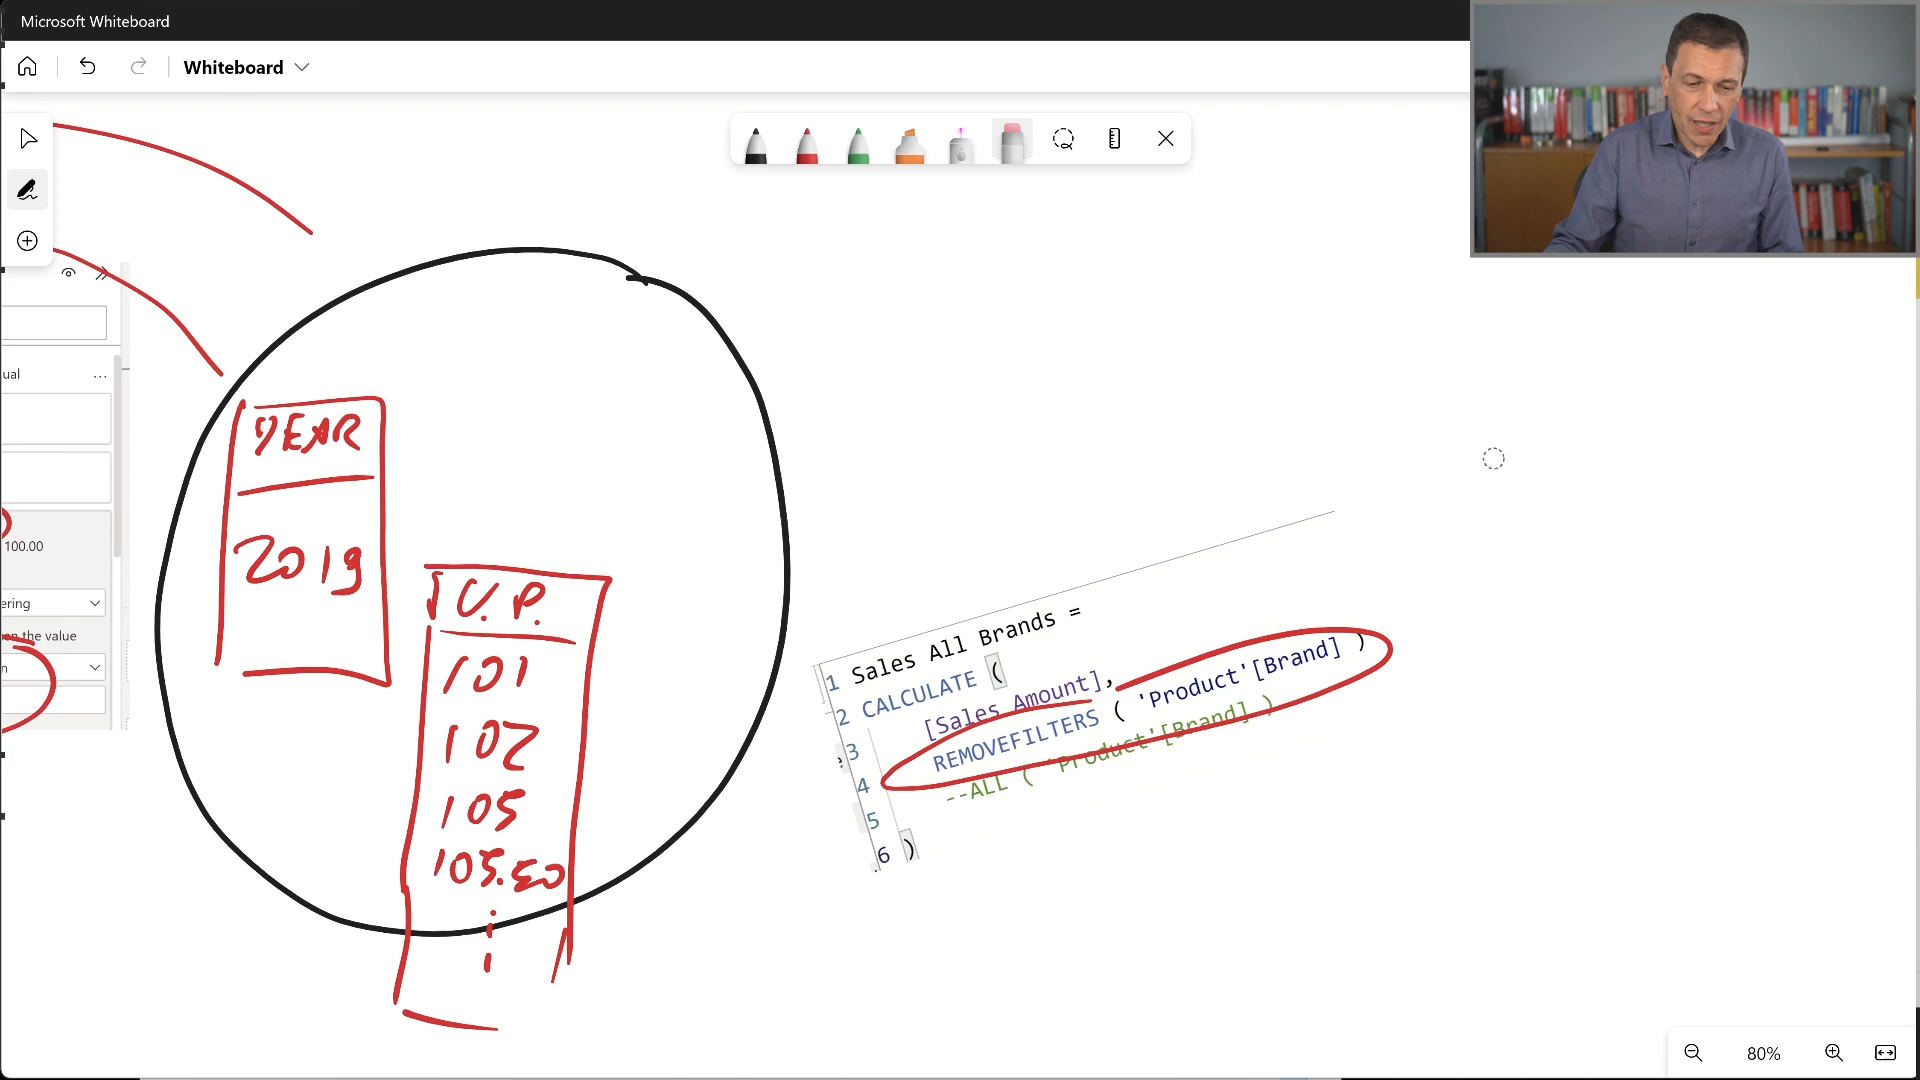 Microsoft Whiteboard
Whiteboard
ual
100.00
ering
en the value
n
YEAR
2019
U.P.
101
102
105
105.50
1 Sales All Brands =
2 CALCULATE (
3 [Sales Amount],
4 REMOVEFILTERS ( 'Product'[Brand] )
5 --ALL ( 'Product'[Brand] )
6 )
80%